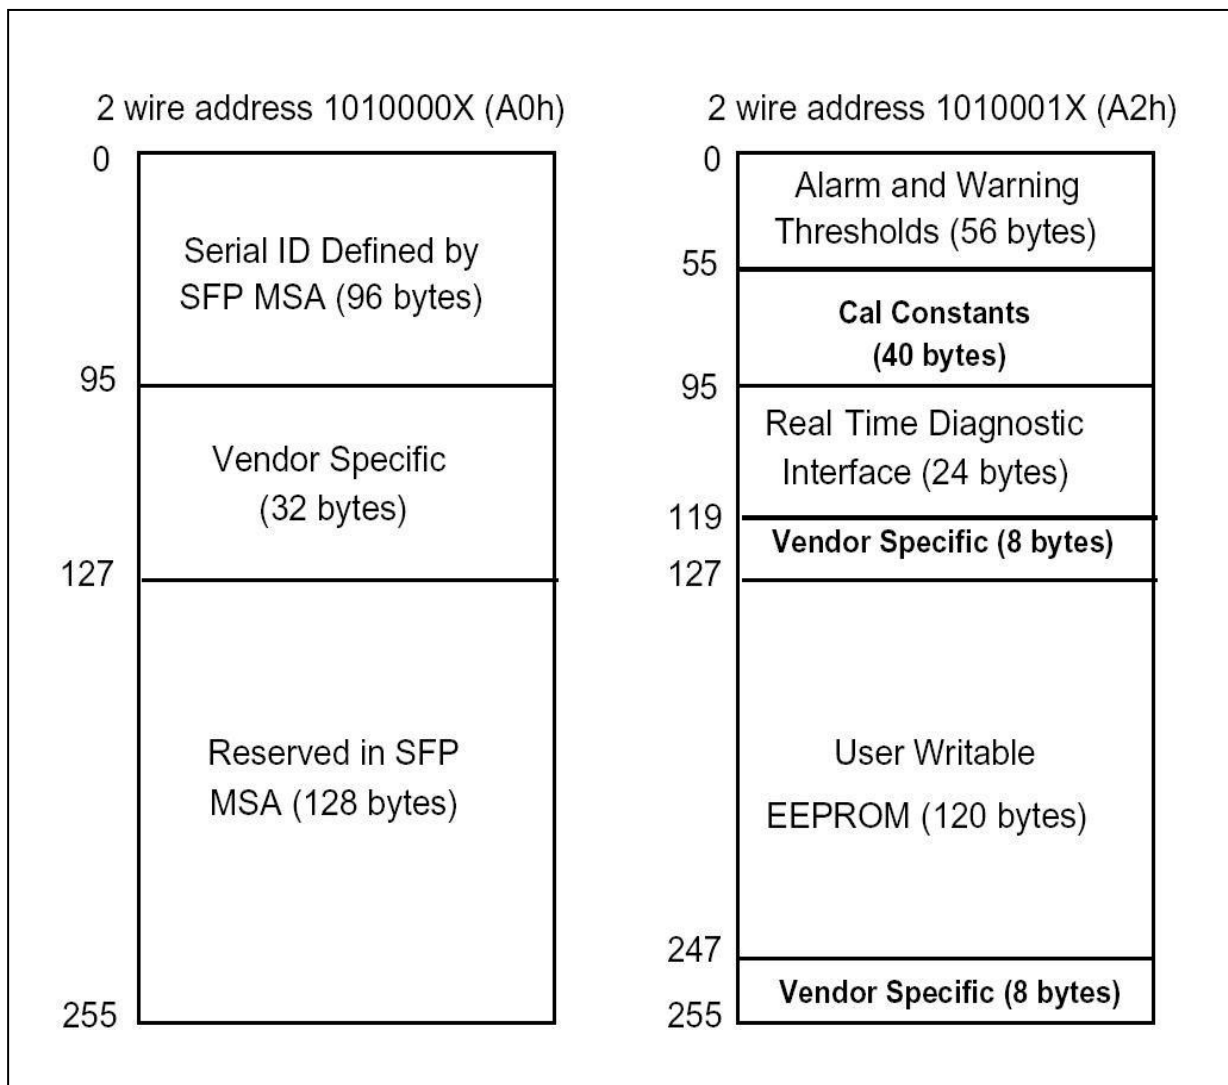 2 wire address 1010000X (A0h)
0
Serial ID Defined by
SFP MSA (96 bytes)
95
Vendor Specific
(32 bytes)
127
Reserved in SFP
MSA (128 bytes)
255
2 wire address 1010001X (A2h)
0
Alarm and Warning
Thresholds (56 bytes)
55
Cal Constants
(40 bytes)
95
Real Time Diagnostic
Interface (24 bytes)
119
Vendor Specific (8 bytes)
127
User Writable
EEPROM (120 bytes)
247
Vendor Specific (8 bytes)
255